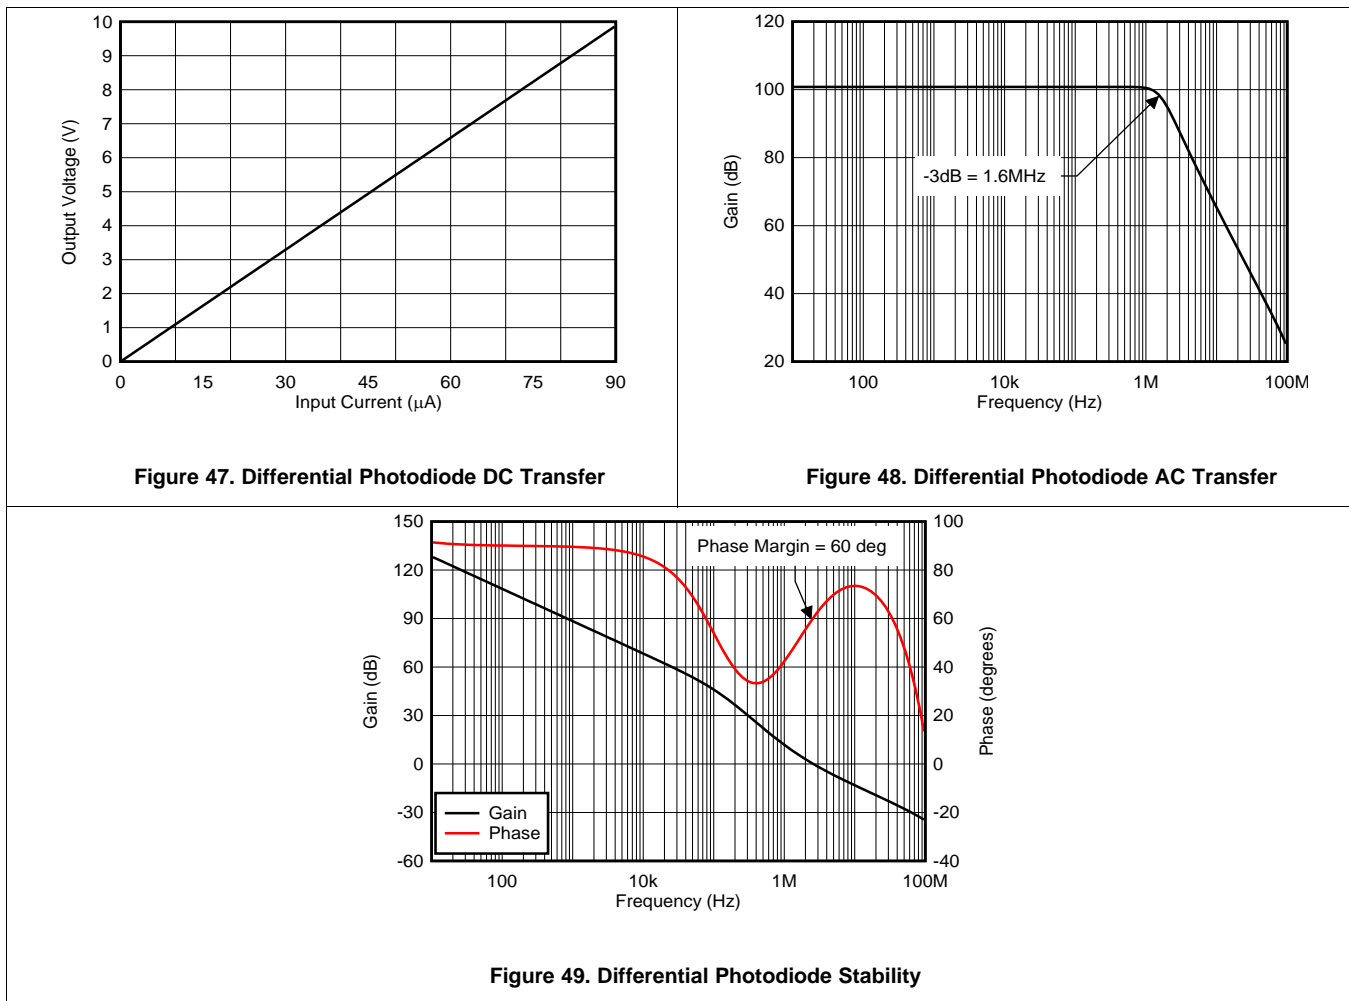 10
9
8
7
6
5
4
3
2
1
0
Output Voltage (V)
0 15 30 45 60 75 90
Input Current (μA)
Figure 47. Differential Photodiode DC Transfer
120
100
80
60
40
20
Gain (dB)
-3dB = 1.6MHz
100 10k 1M 100M
Frequency (Hz)
Figure 48. Differential Photodiode AC Transfer
150
120
90
60
30
0
-30
-60
Gain (dB)
Phase Margin = 60 deg
Gain
Phase
100
80
60
40
20
0
-20
-40
Phase (degrees)
100 10k 1M 100M
Frequency (Hz)
Figure 49. Differential Photodiode Stability